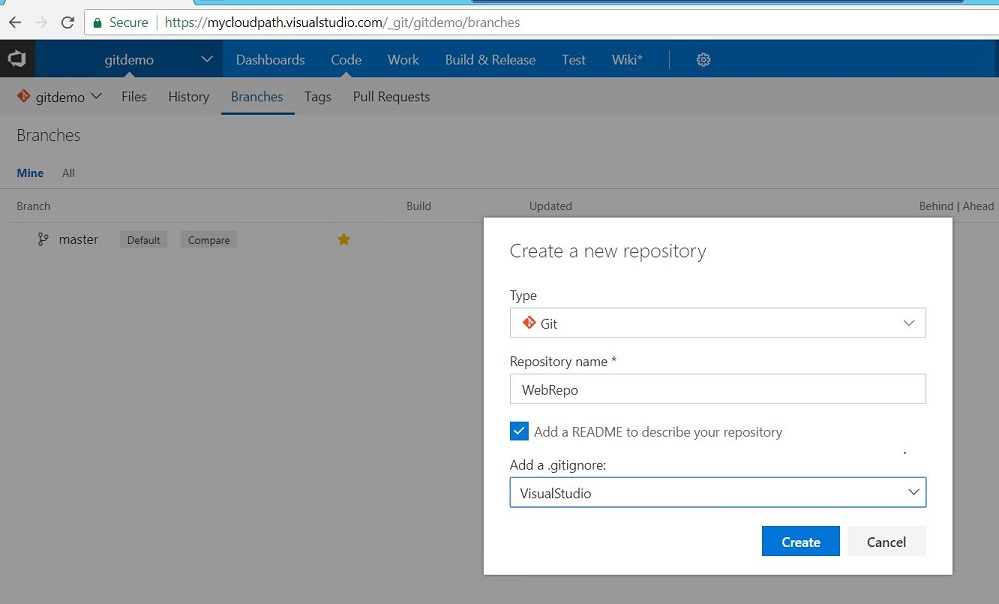 Secure https://mycloudpath.visualstudio.com/_git/gitdemo/branches
gitdemo Dashboards Code Work Build & Release Test Wiki*
gitdemo Files History Branches Tags Pull Requests
Branches
Mine All
Branch Build Updated Behind | Ahead
master Default Compare
Create a new repository
Type
Git
Repository name *
WebRepo
Add a README to describe your repository
Add a .gitignore:
VisualStudio
Create Cancel